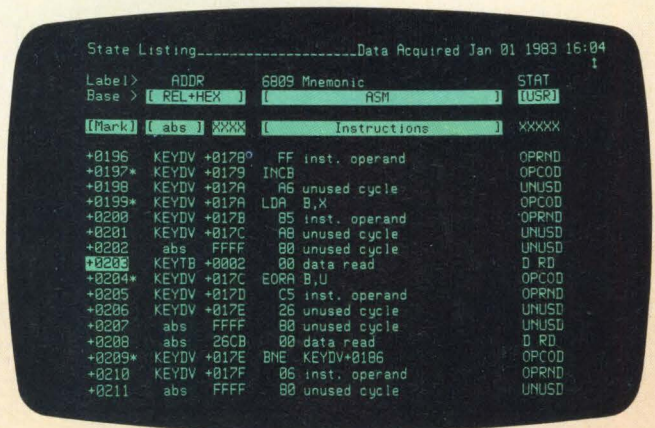 State Listing_____________________Data Acquired Jan 01 1983 16:04
Label> ADDR 6809 Mnemonic STAT
Base > [ REL+HEX ] [ ASM ] [USR]
[Mark] [ abs ] XXXX [ Instructions ] XXXXX
+0196 KEYDV +0178 FF inst. operand OPRND
+0197* KEYDV +0179 INCB OPCOD
+0198 KEYDV +017A A6 unused cycle UNUSD
+0199* KEYDV +017A LDA B,X OPCOD
+0200 KEYDV +017B B5 inst. operand OPRND
+0201 KEYDV +017C A8 unused cycle UNUSD
+0202 abs FFFF B0 unused cycle UNUSD
+0203 KEYTB +0002 00 data read D RD
+0204* KEYDV +017C EORA B,U OPCOD
+0205 KEYDV +017D C5 inst. operand OPRND
+0206 KEYDV +017E 26 unused cycle UNUSD
+0207 abs FFFF B0 unused cycle UNUSD
+0208 abs 26CB 00 data read D RD
+0209* KEYDV +017E BNE KEYDV+0186 OPCOD
+0210 KEYDV +017F 06 inst. operand OPRND
+0211 abs FFFF B0 unused cycle UNUSD